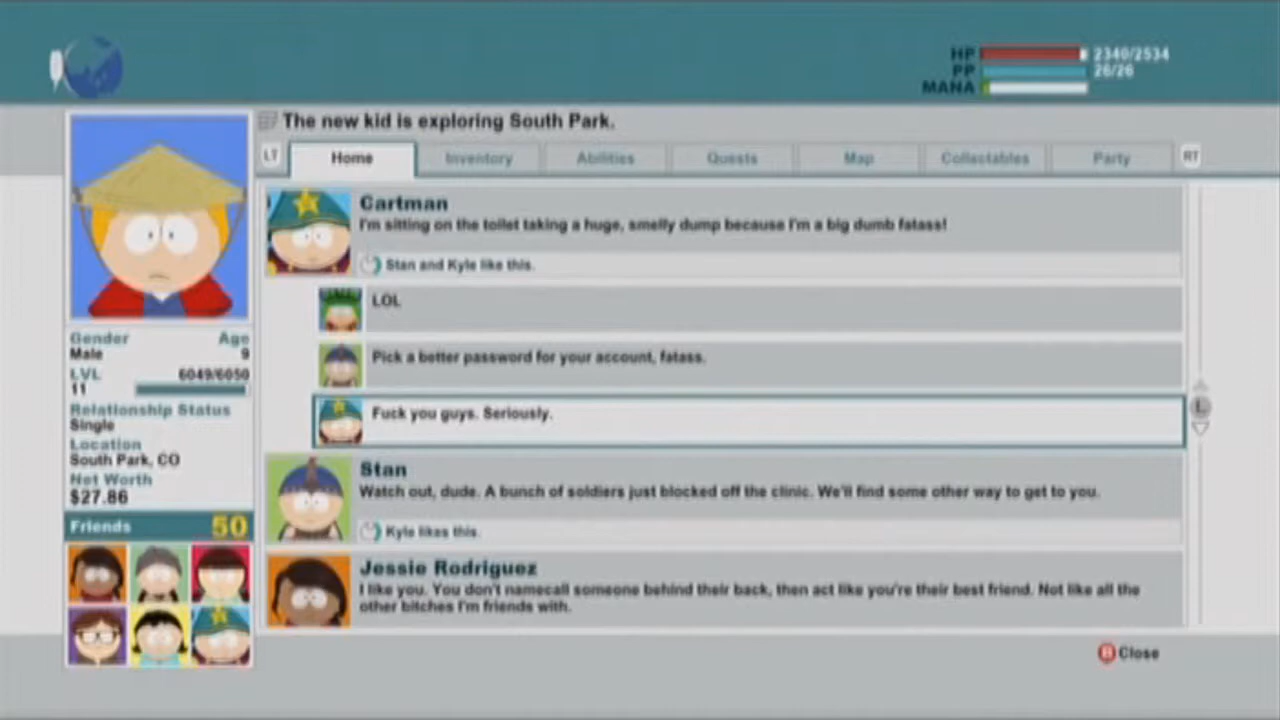 HP 2340/2534
PP 26/26
MANA
The new kid is exploring South Park.
LT Home Inventory Abilities Quests Map Collectables Party RT
Cartman
I'm sitting on the toilet taking a huge, smelly dump because I'm a big dumb fatass!
Stan and Kyle like this.
LOL
Pick a better password for your account, fatass.
Fuck you guys. Seriously.
Stan
Watch out, dude. A bunch of soldiers just blocked off the clinic. We'll find some other way to get to you.
Kyle likes this.
Jessie Rodriguez
I like you. You don't namecall someone behind their back, then act like you're their best friend. Not like all the
other bitches I'm friends with.
Gender Age
Male 9
LVL 6049/6050
11
Relationship Status
Single
Location
South Park, CO
Net Worth
$27.86
Friends 50
L
B Close